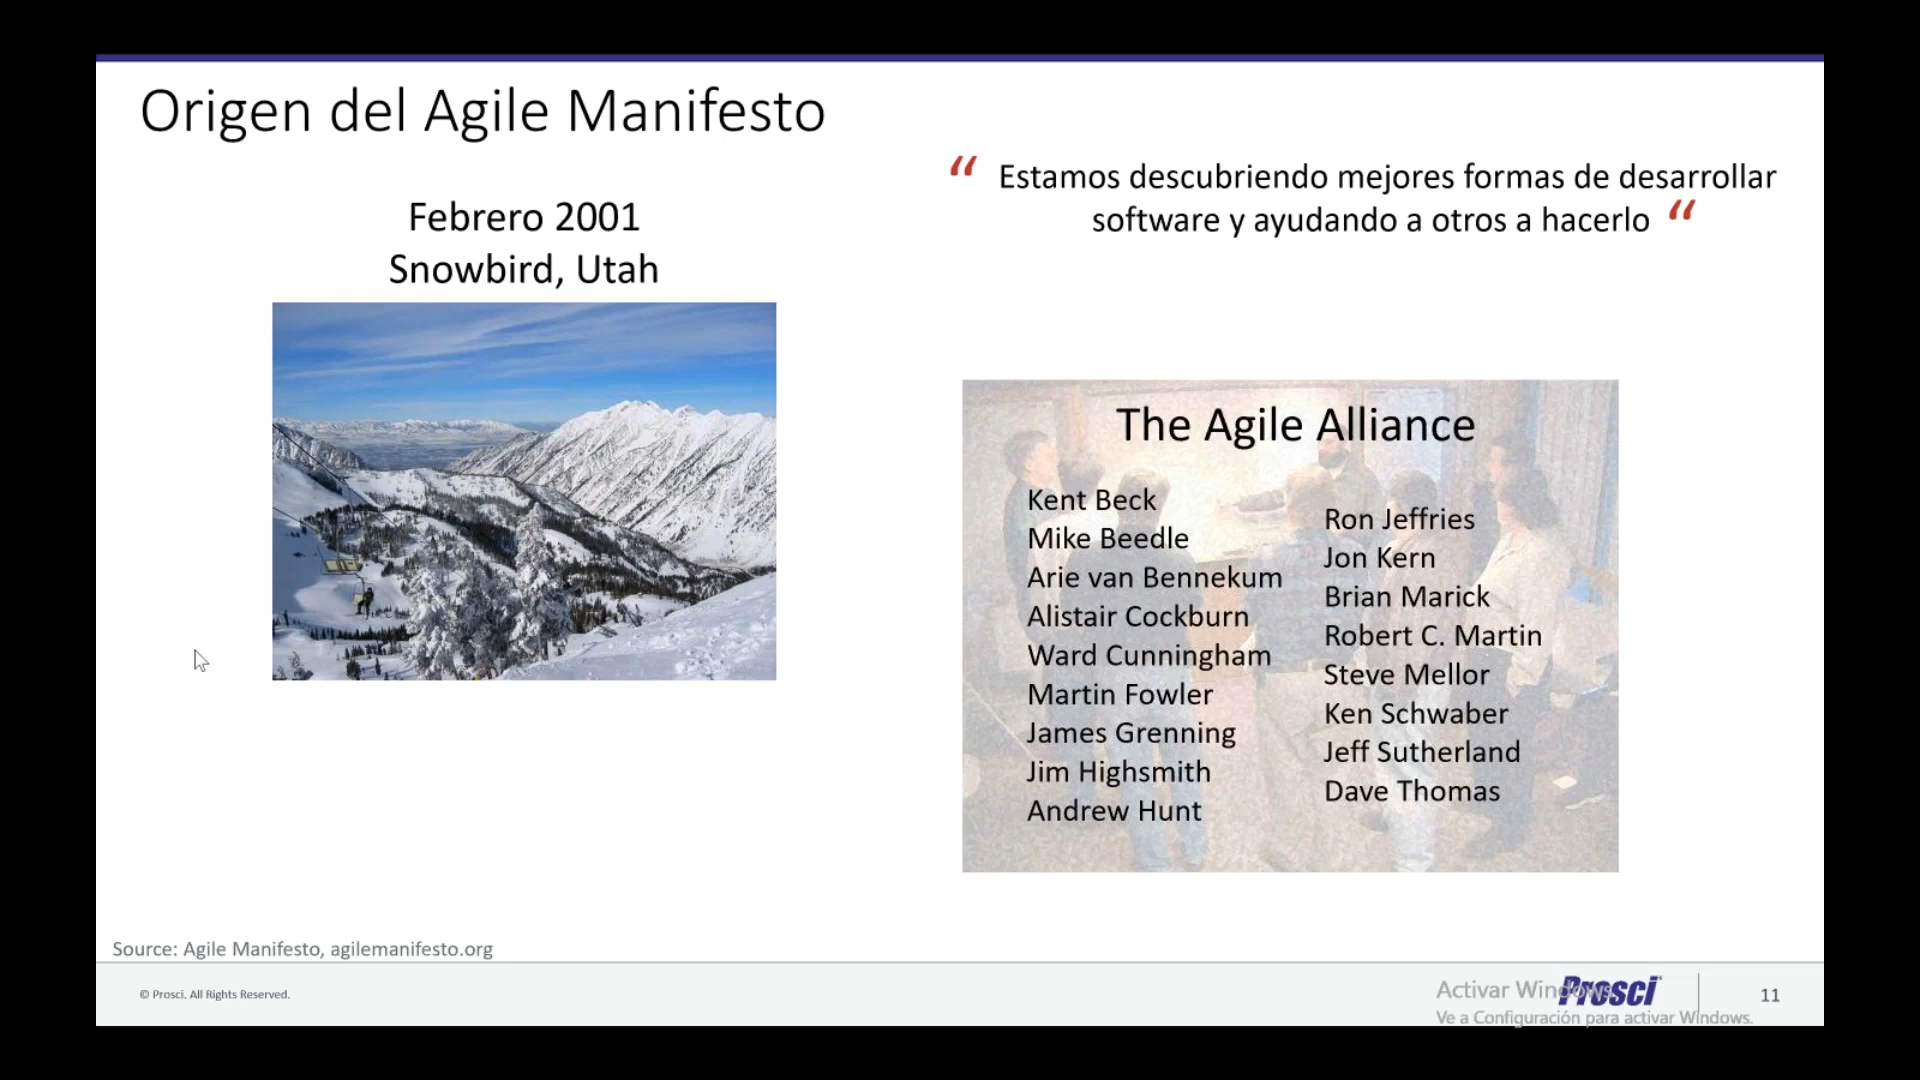 Origen del Agile Manifesto
Febrero 2001
Snowbird, Utah
“ Estamos descubriendo mejores formas de desarrollar
software y ayudando a otros a hacerlo “
The Agile Alliance
Kent Beck
Mike Beedle
Arie van Bennekum
Alistair Cockburn
Ward Cunningham
Martin Fowler
James Grenning
Jim Highsmith
Andrew Hunt
Ron Jeffries
Jon Kern
Brian Marick
Robert C. Martin
Steve Mellor
Ken Schwaber
Jeff Sutherland
Dave Thomas
Source: Agile Manifesto, agilemanifesto.org
© Prosci. All Rights Reserved.
Activar Windows
Ve a Configuración para activar Windows.
Prosci
11